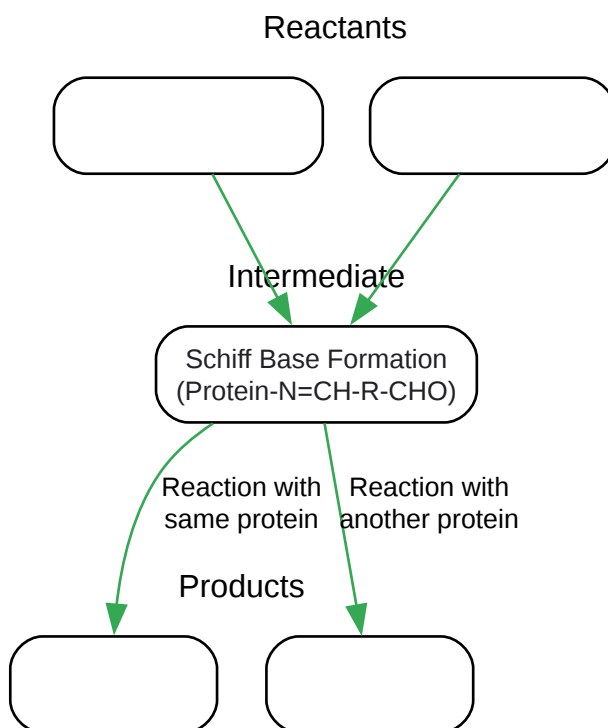 Reactants
Intermediate
Schiff Base Formation
(Protein-N=CH-R-CHO)
Reaction with
same protein
Reaction with
another protein
Products